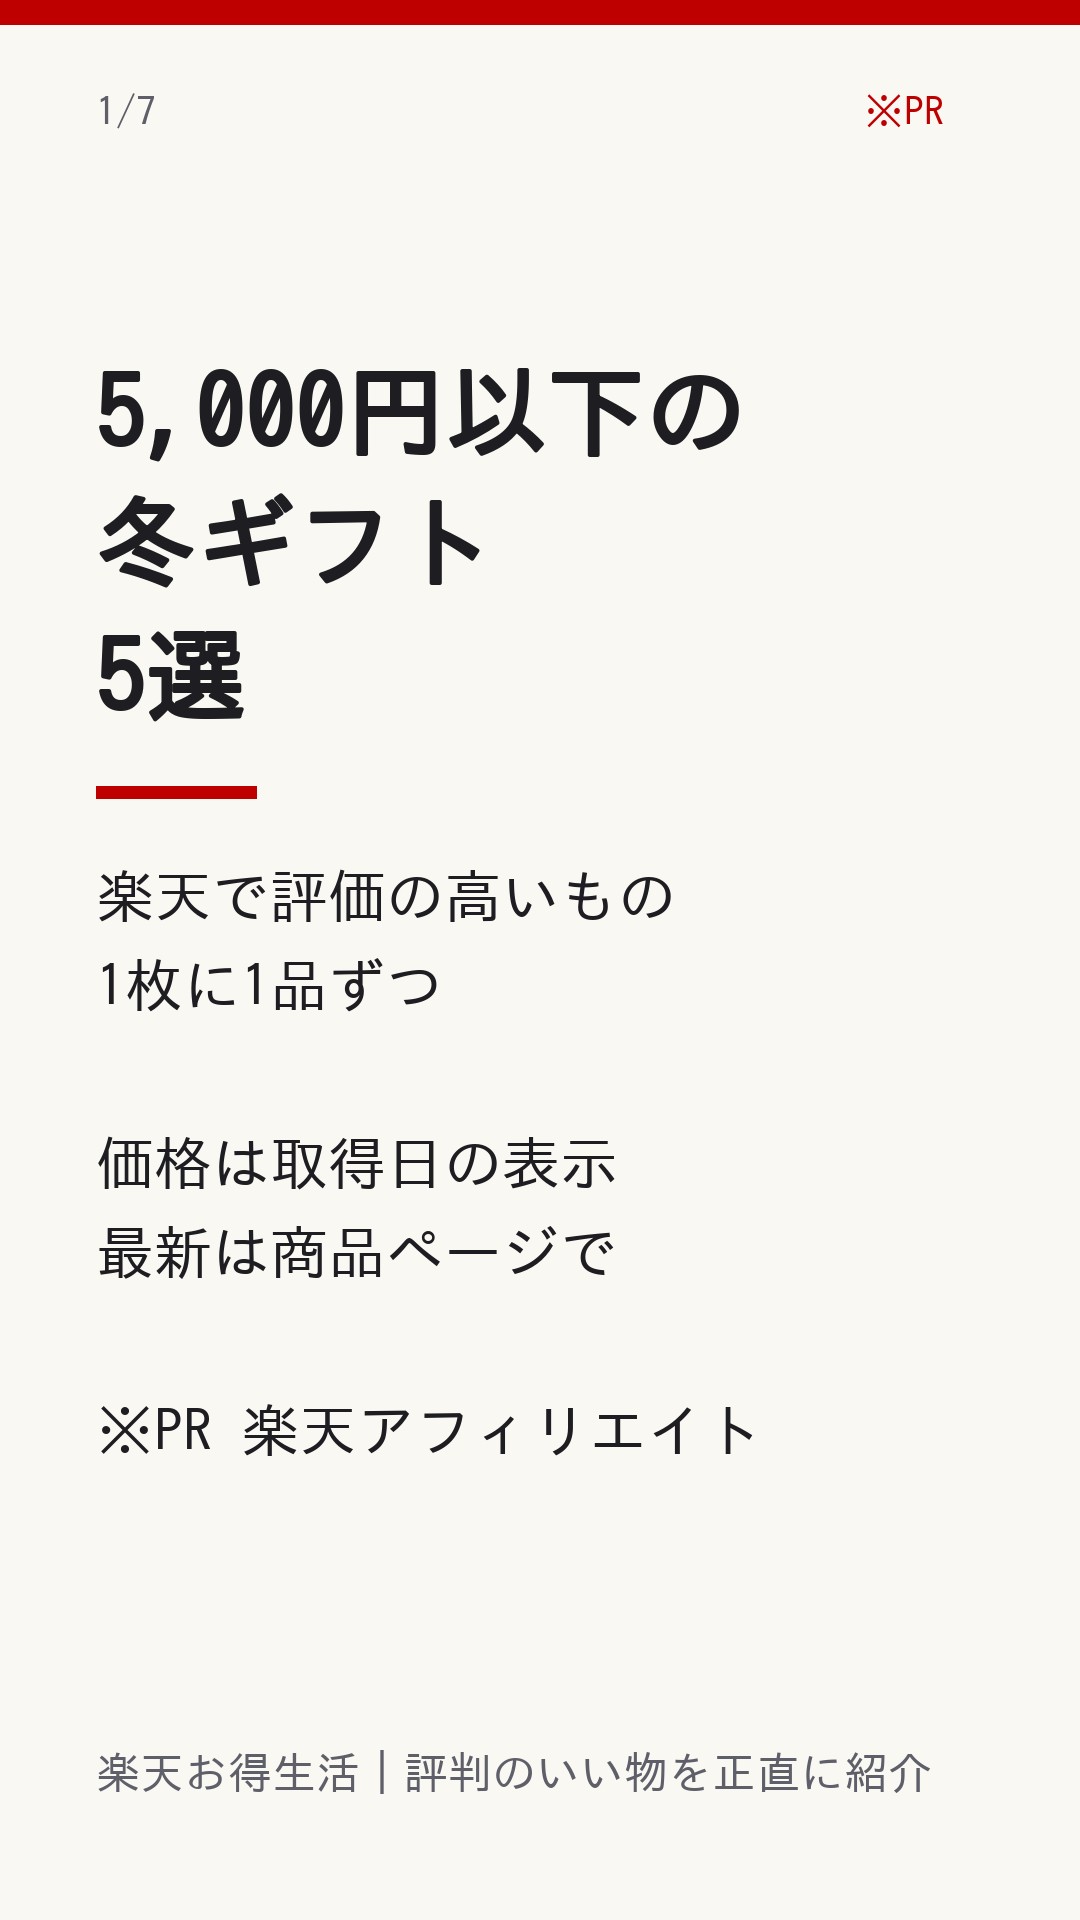 1/7
※PR
5,000円以下の
冬ギフト
5選
楽天で評価の高いもの
1枚に1品ずつ
価格は取得日の表示
最新は商品ページで
※PR 楽天アフィリエイト
楽天お得生活｜評判のいい物を正直に紹介